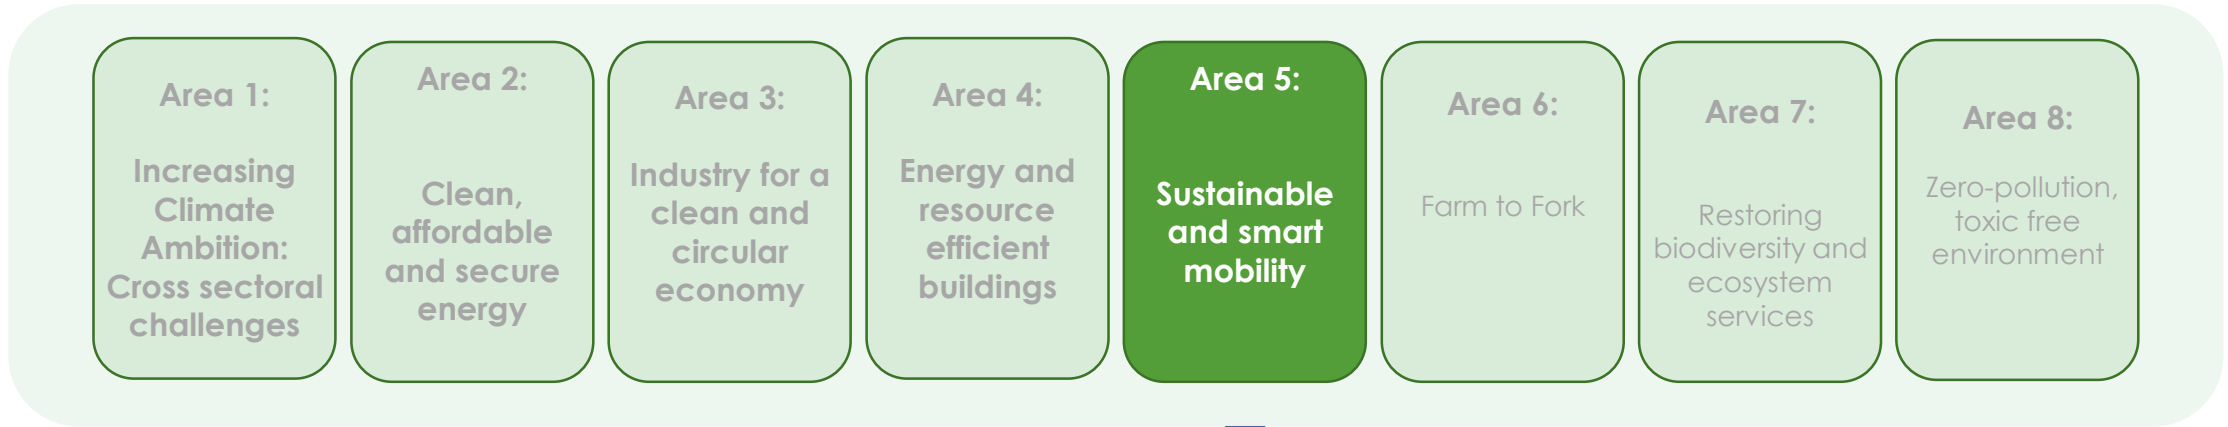 Area 1:
Increasing
Climate
Ambition:
Cross sectoral
challenges
Area 2:
Clean,
affordable
and secure
energy
Area 3:
Industry for a
clean and
circular
economy
Area 4:
Energy and
resource
efficient
buildings
Area 5:
Sustainable
and smart
mobility
Area 6:
Farm to Fork
Area 7:
Restoring
biodiversity and
ecosystem
services
Area 8:
Zero-pollution,
toxic free
environment